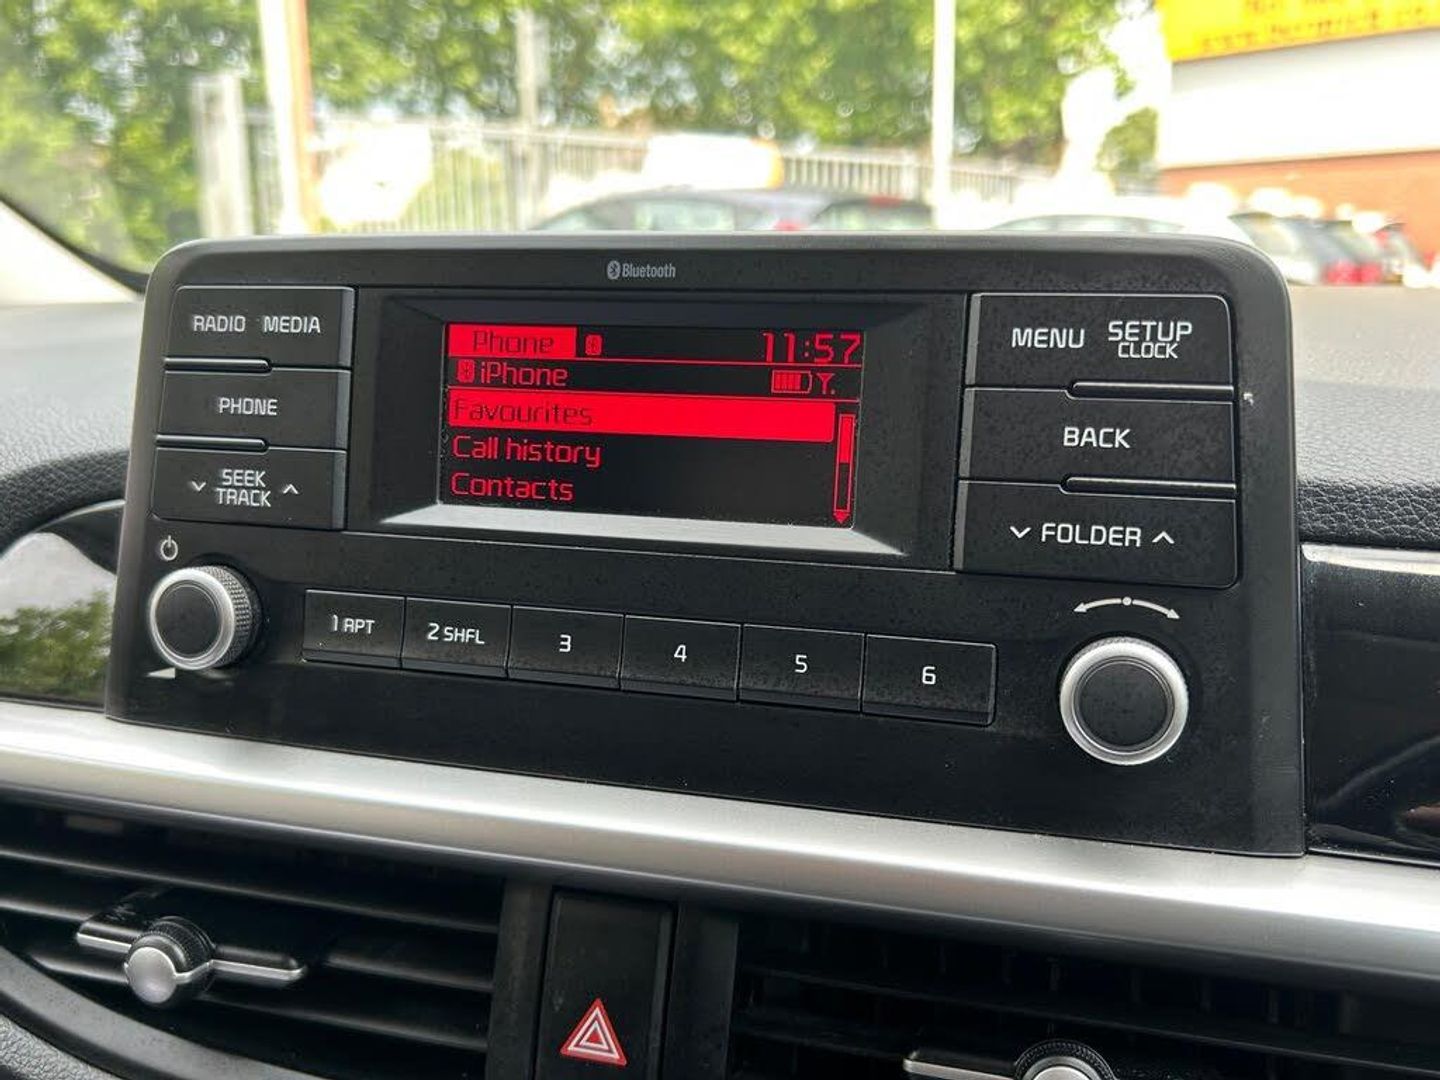 Bluetooth
RADIO MEDIA
PHONE
SEEK
TRACK
Phone 11:57
iPhone
Favourites
Call history
Contacts
MENU SETUP
CLOCK
BACK
FOLDER
1 RPT 2 SHFL 3 4 5 6